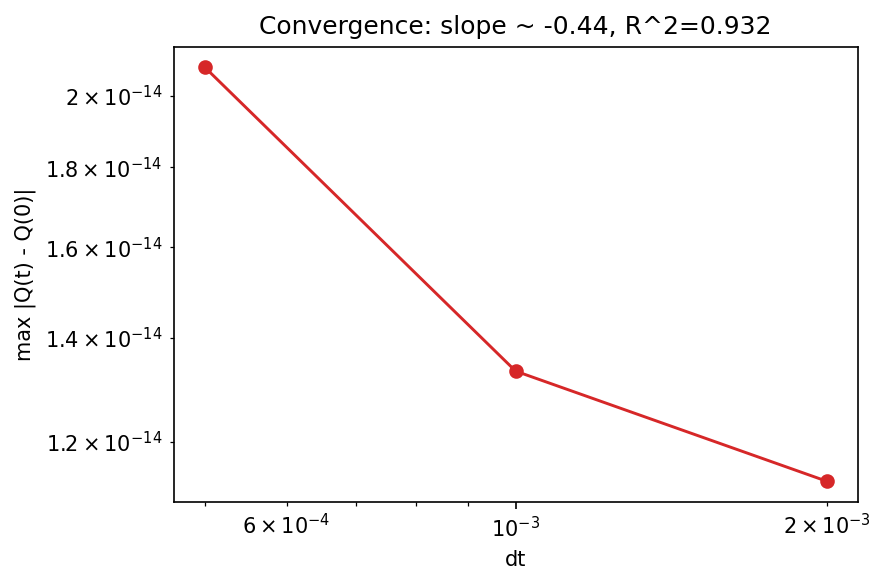 Convergence: slope ~ -0.44, R^2=0.932
max |Q(t) - Q(0)|
2 × 10⁻¹⁴
1.8 × 10⁻¹⁴
1.6 × 10⁻¹⁴
1.4 × 10⁻¹⁴
1.2 × 10⁻¹⁴
6 × 10⁻⁴ 10⁻³ 2 × 10⁻³
dt